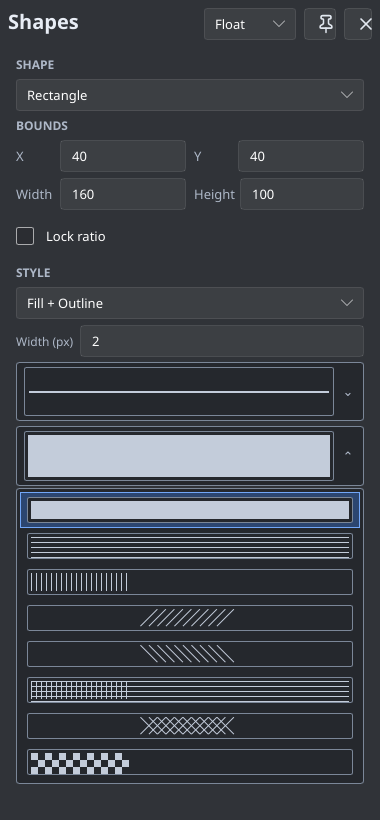 Shapes
Float
SHAPE
Rectangle
BOUNDS
X 40 Y 40
Width 160 Height 100
Lock ratio
STYLE
Fill + Outline
Width (px) 2